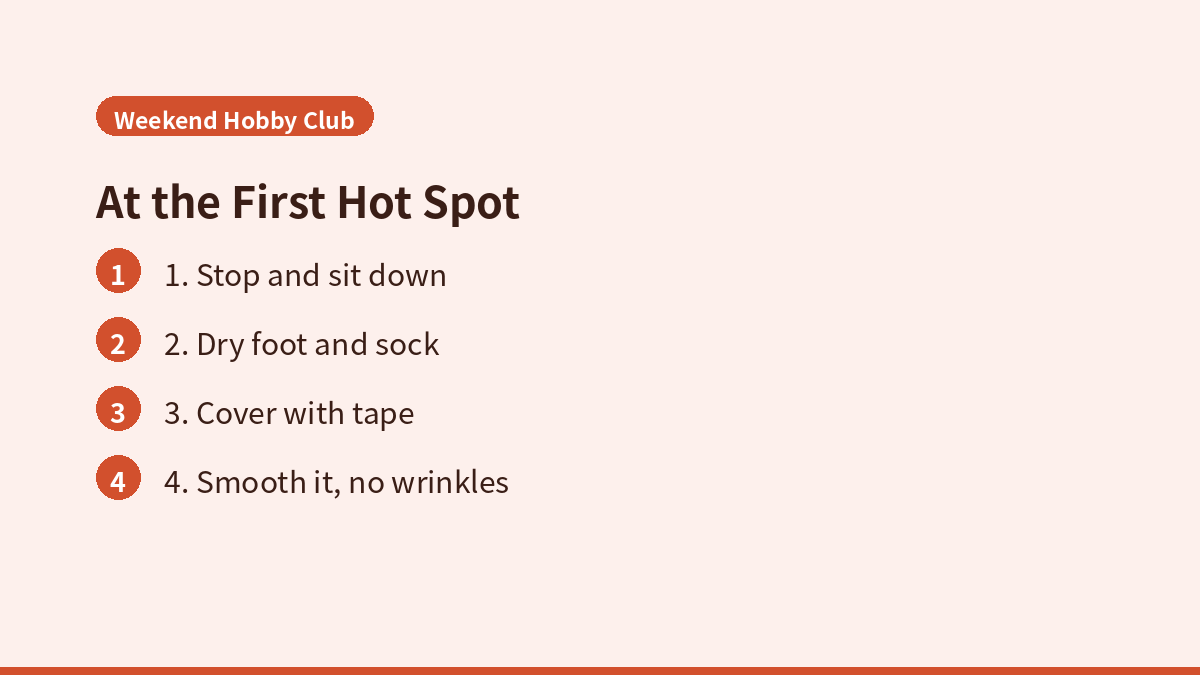 Weekend Hobby Club
At the First Hot Spot
1 1. Stop and sit down
2 2. Dry foot and sock
3 3. Cover with tape
4 4. Smooth it, no wrinkles